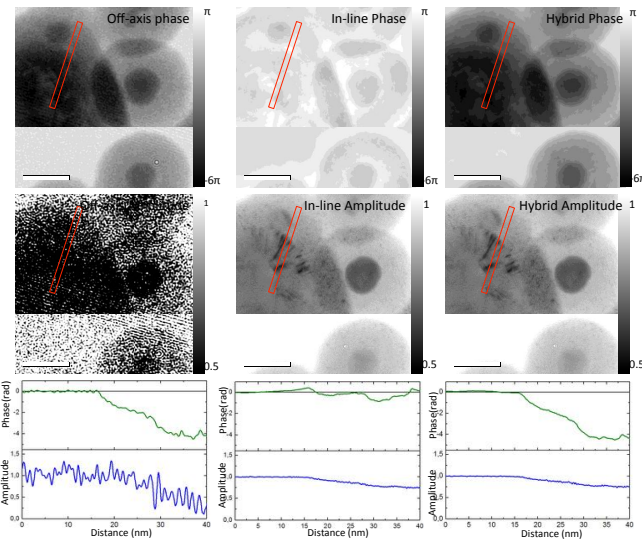 Off-axis phase
π
-6π
In-line Phase
π
-6π
Hybrid Phase
π
-6π
1
0.5
In-line Amplitude
1
0.5
Hybrid Amplitude
1
0.5
Phase(rad)
0
-2
-4
Amplitude
1,5
1,0
0,5
0,0
0 10 20 30 40
Distance (nm)
Phase(rad)
0
-2
-4
Amplitude
1,5
1,0
0,5
0,0
0 5 10 15 20 25 30 35 40
Distance (nm)
Phase(rad)
0
-2
-4
Amplitude
1,5
1,0
0,5
0,0
0 5 10 15 20 25 30 35 40
Distance (nm)